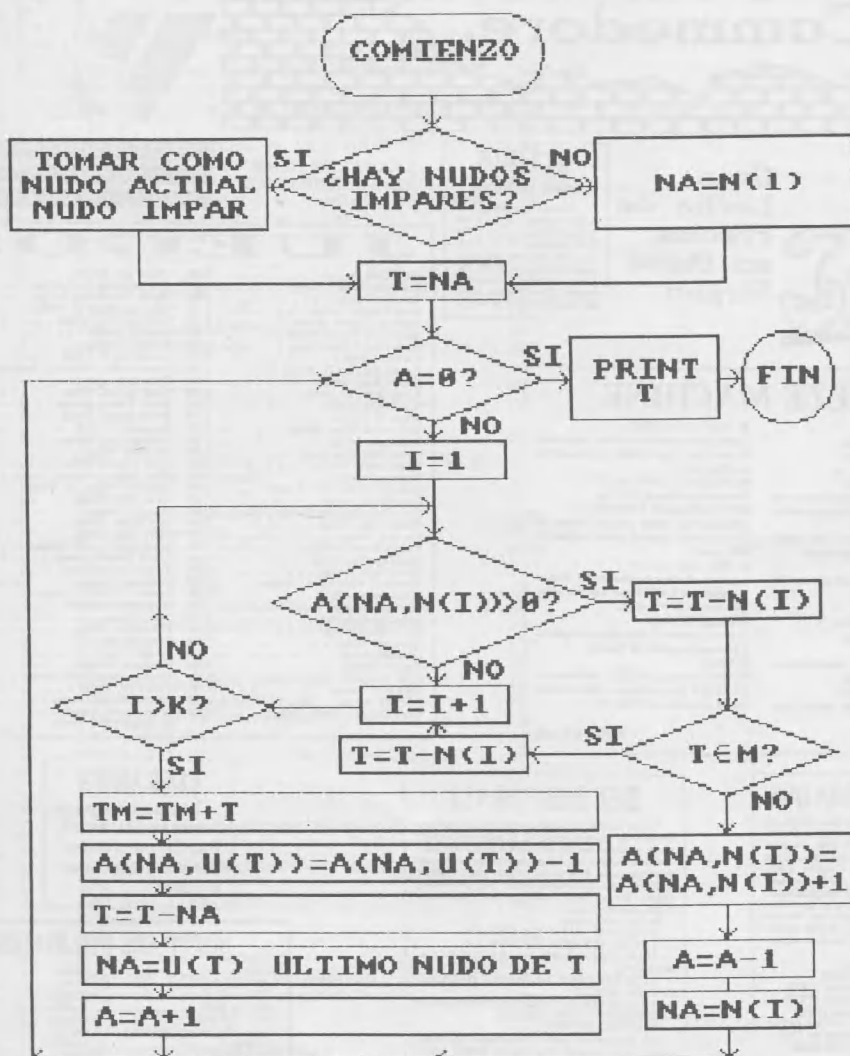 COMIENZO
¿HAY NUDOS
IMPARES?
SI
NO
TOMAR COMO
NUDO ACTUAL
NUDO IMPAR
NA=N(1)
T=NA
A=0?
SI
PRINT
T
FIN
NO
I=1
A(NA,N(I))>0?
SI
T=T-N(I)
NO
I=I+1
I>K?
NO
SI
T∈M?
SI
T=T-N(I)
NO
TM=TM+T
A(NA,U(T))=A(NA,U(T))-1
T=T-NA
NA=U(T) ULTIMO NUDO DE T
A=A+1
A(NA,N(I))=
A(NA,N(I))+1
A=A-1
NA=N(I)